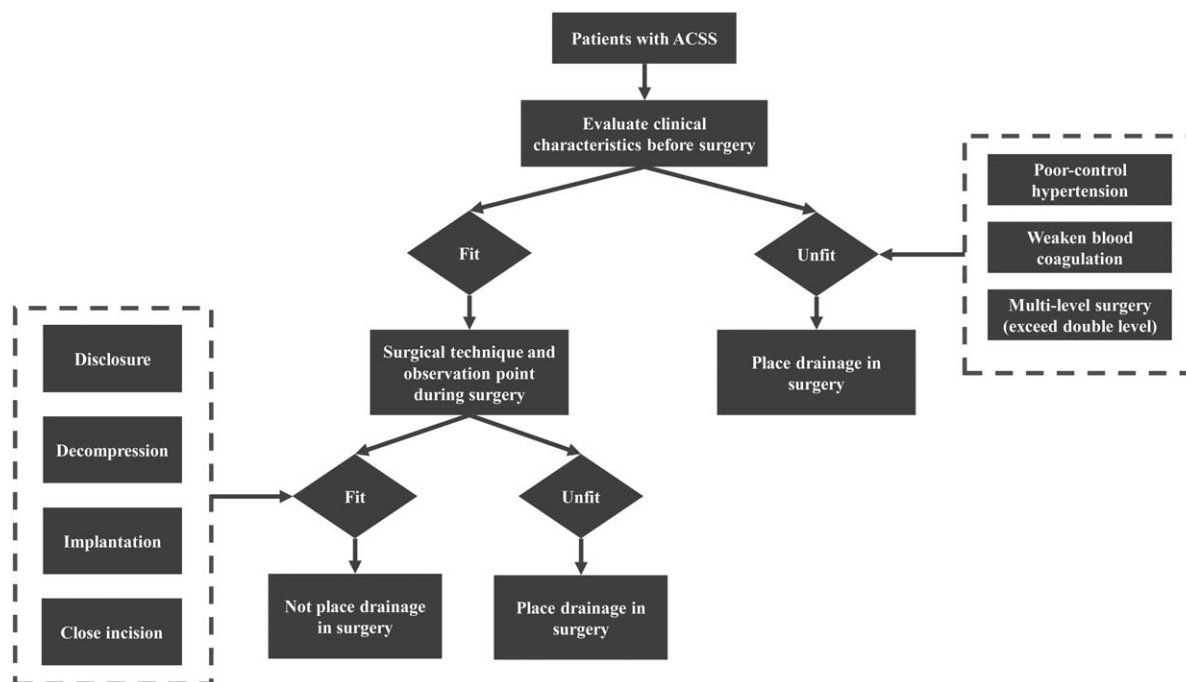 Patients with ACSS
Evaluate clinical
characteristics before surgery
Poor-control
hypertension
Weaken blood
coagulation
Multi-level surgery
(exceed double level)
Fit
Unfit
Surgical technique and
observation point
during surgery
Place drainage in
surgery
Disclosure
Decompression
Implantation
Close incision
Fit
Unfit
Not place drainage
in surgery
Place drainage in
surgery